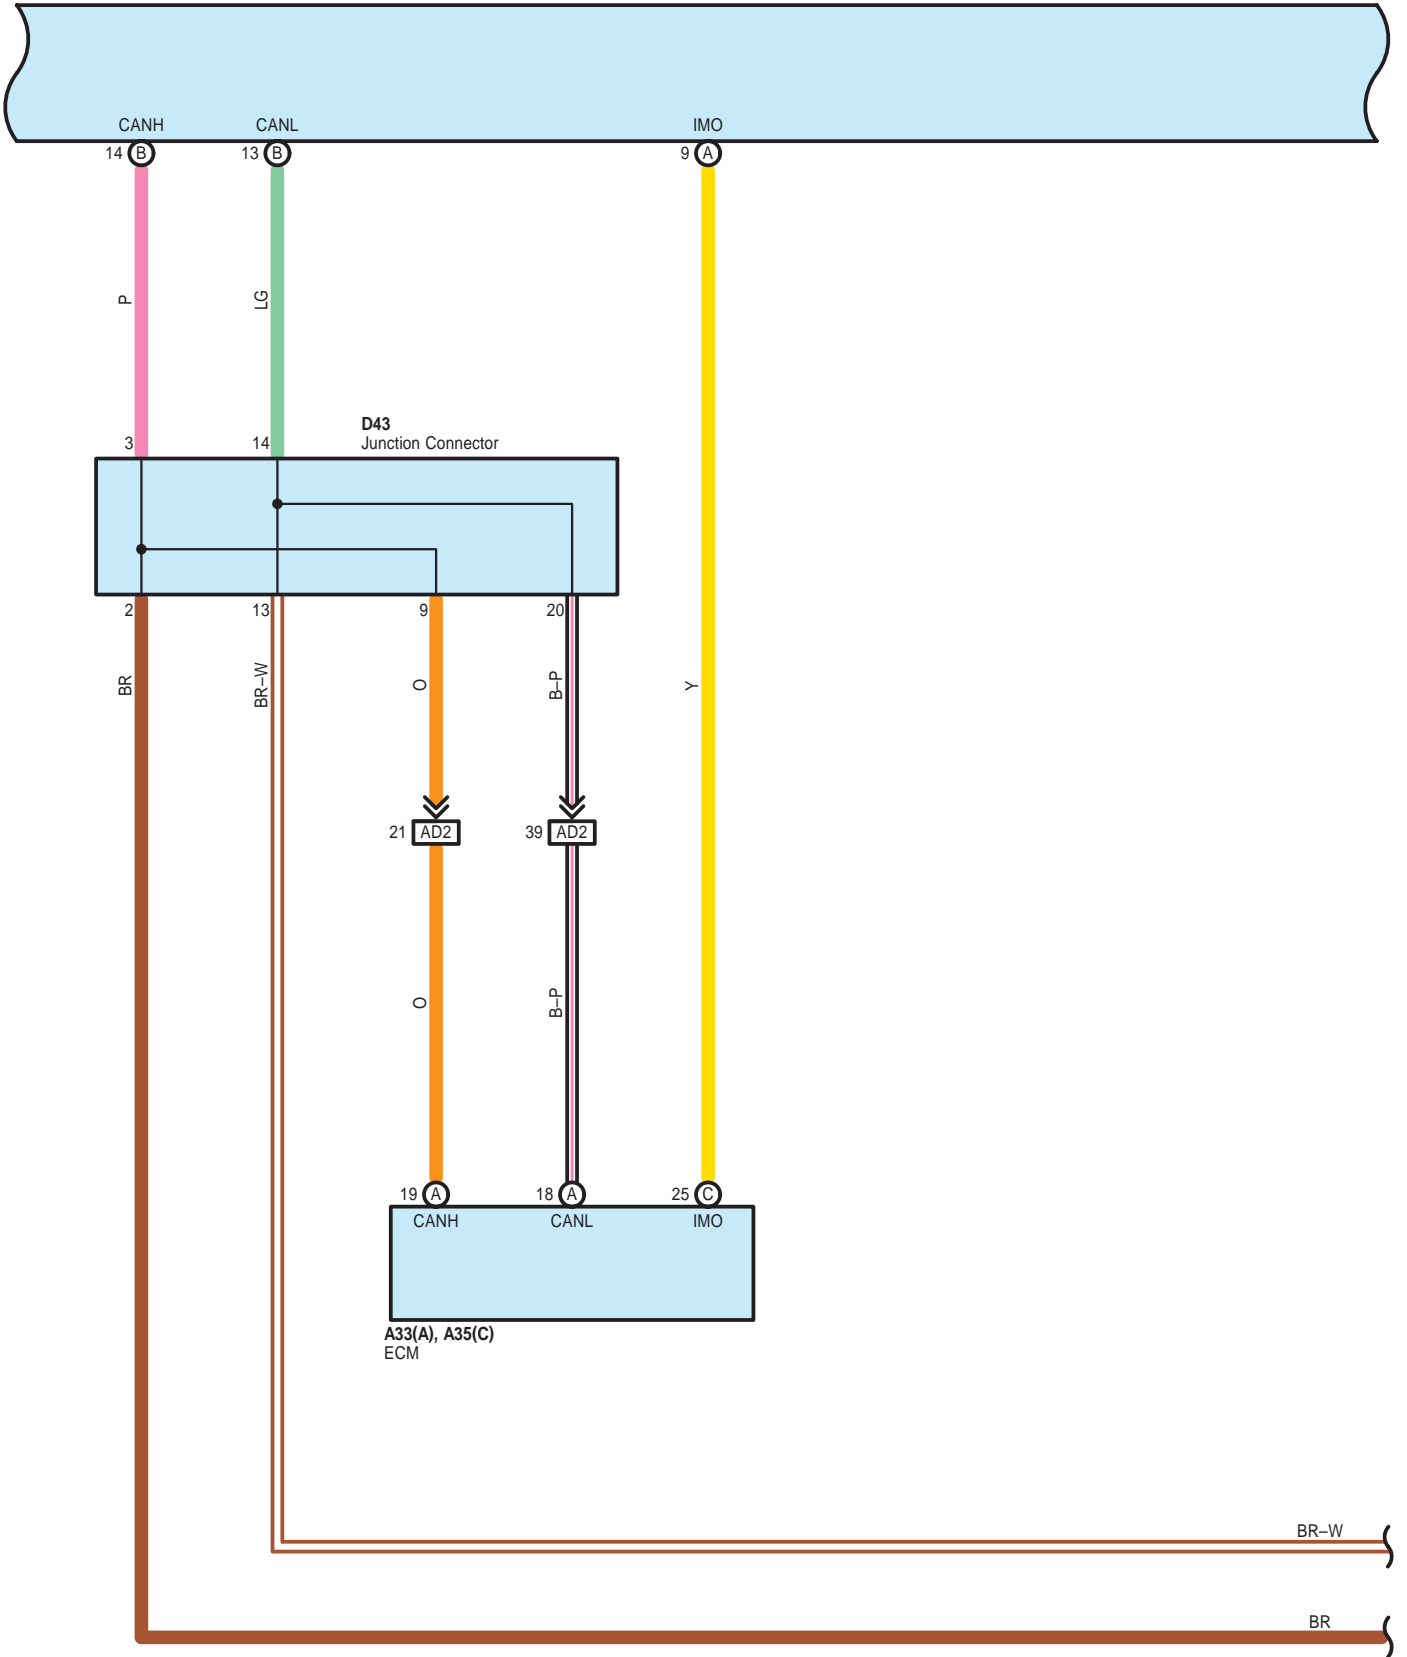 CANH CANL IMO
14 B 13 B 9 A
P LG
D43
Junction Connector
3 14
2 13 9 20
BR BR–W O B–P Y
21 AD2 39 AD2
O B–P
19 A 18 A 25 C
CANH CANL IMO
A33(A), A35(C)
ECM
BR–W
BR